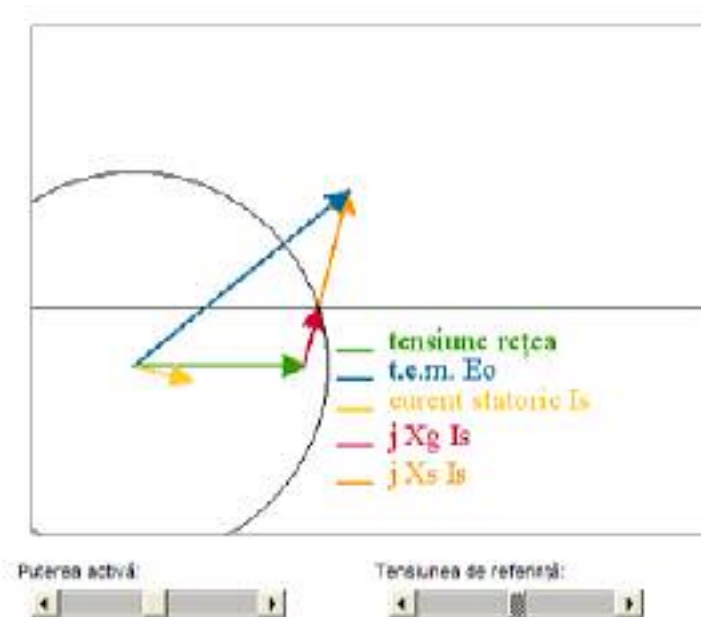 tensiune rețea
t.e.m. Eo
curent statoric Is
j Xg Is
j Xs Is
Puterea activă:
Tensiunea de referință: